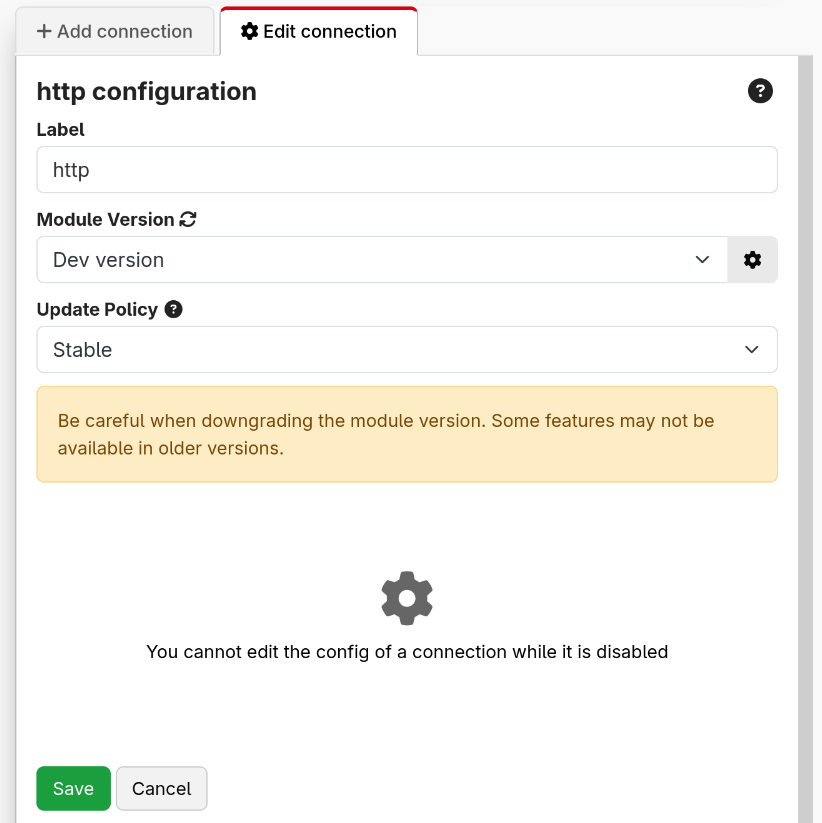 Add connection
Edit connection
http configuration
Label
http
Module Version
Dev version
Update Policy
Stable
Be careful when downgrading the module version. Some features may not be
available in older versions.
You cannot edit the config of a connection while it is disabled
Save
Cancel